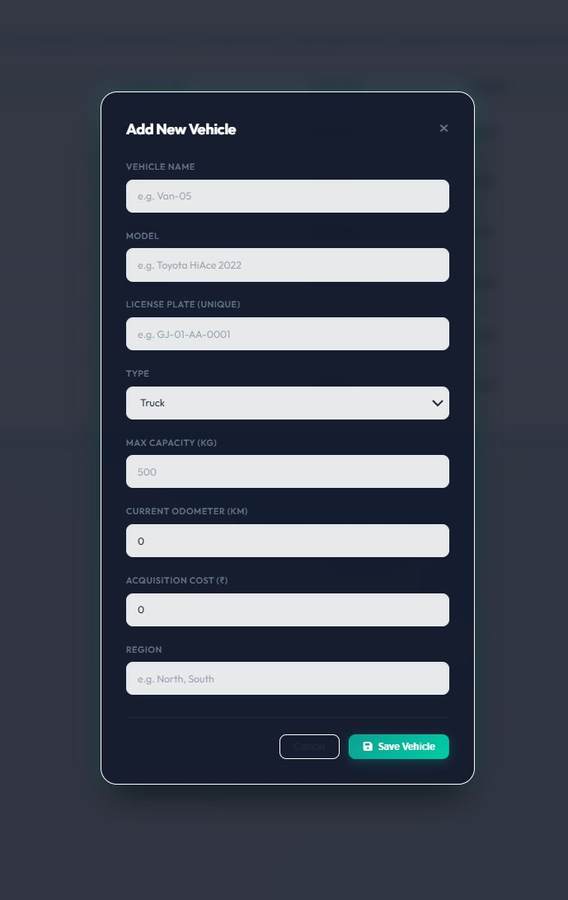 Add New Vehicle
×
VEHICLE NAME
e.g. Van-05
MODEL
e.g. Toyota HiAce 2022
LICENSE PLATE (UNIQUE)
e.g. GJ-01-AA-0001
TYPE
Truck
MAX CAPACITY (KG)
500
CURRENT ODOMETER (KM)
0
ACQUISITION COST (₹)
0
REGION
e.g. North, South
Cancel Save Vehicle